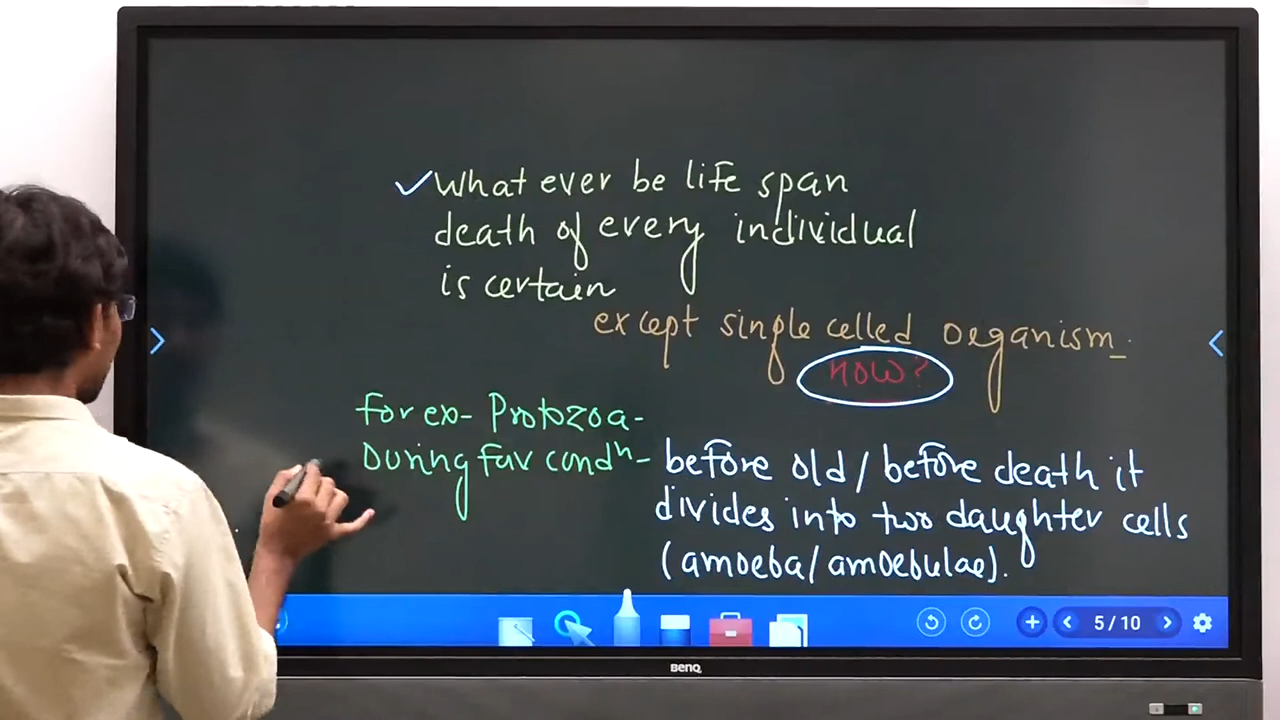 What ever be life span
death of every individual
is certain
except single celled organism.
HOW?
for ex- Protozoa-
During fav condⁿ-
before old / before death it
divides into two daughter cells
(amoeba/amoebulae).
5 / 10
BenQ